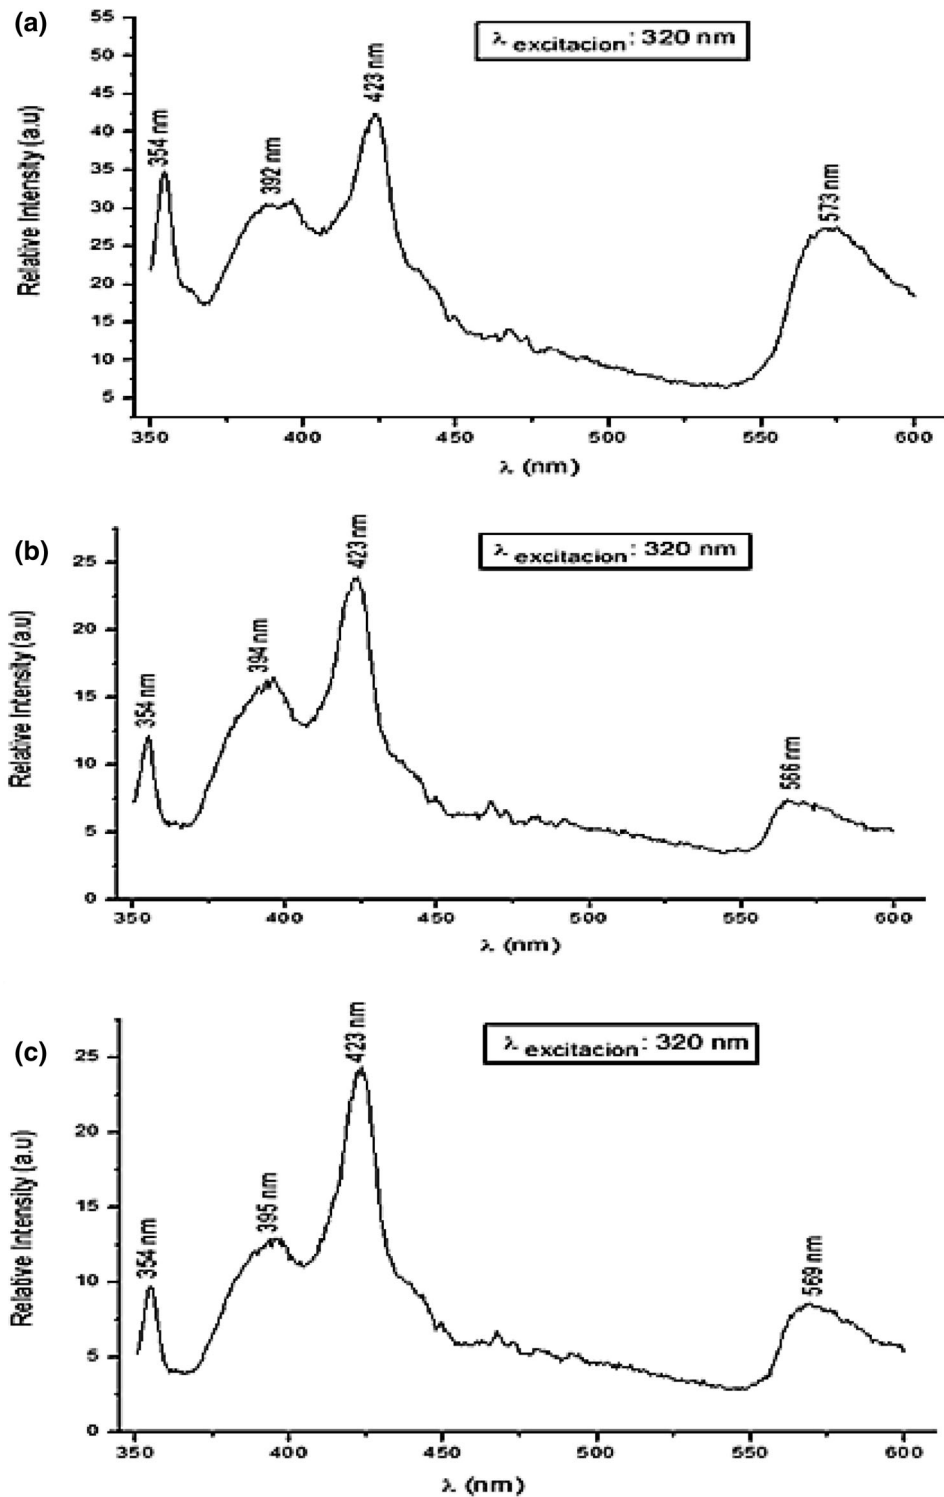 (a)
λ excitacion: 320 nm
Relative Intensity (a.u)
55
50
45
40
35
30
25
20
15
10
5
354 nm
392 nm
423 nm
573 nm
350 400 450 500 550 600
λ (nm)
(b)
λ excitacion: 320 nm
Relative Intensity (a.u)
25
20
15
10
5
0
354 nm
394 nm
423 nm
566 nm
350 400 450 500 550 600
λ (nm)
(c)
λ excitacion: 320 nm
Relative Intensity (a.u)
25
20
15
10
5
0
354 nm
395 nm
423 nm
569 nm
350 400 450 500 550 600
λ (nm)